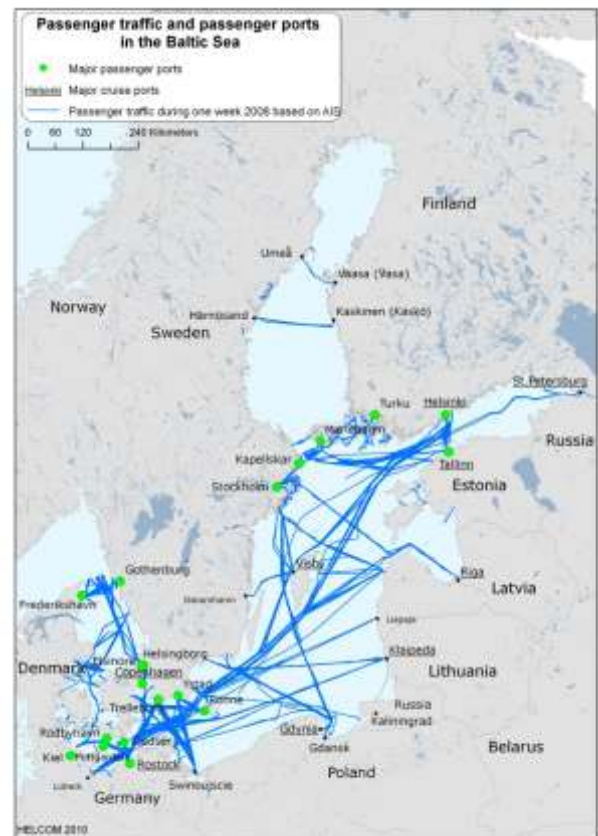 Passenger traffic and passenger ports
in the Baltic Sea
Major passenger ports
Helsinki Major cruise ports
Passenger traffic during one week 2008 based on AIS
0 60 120 240 Kilometers
Finland
Umeå
Vaasa (Vasa)
Norway
Härnösand
Kaskinen (Kaskö)
Sweden
St. Petersburg
Turku
Helsinki
Mariehamn
Russia
Kapellskär
Tallinn
Stockholm
Estonia
Visby
Riga
Gothenburg
Latvia
Frederikshavn
Liepaja
Helsingborg
Klaipeda
Denmark
Copenhagen
Lithuania
Ystad
Rönne
Russia
Kaliningrad
Gdynia
Gdansk
Belarus
Kiel
Rostock
Poland
Swinoujscie
Germany
HELCOM 2010